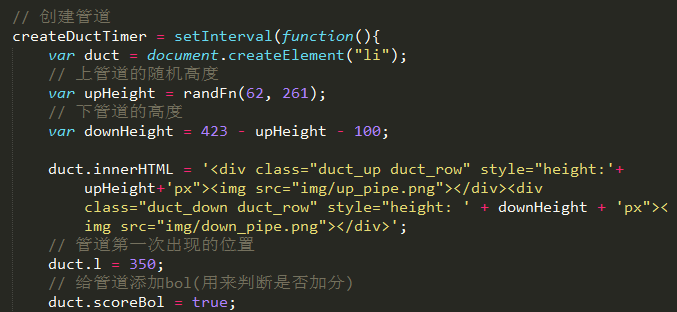 // 创建管道
createDuctTimer = setInterval(function(){
var duct = document.createElement("li");
// 上管道的随机高度
var upHeight = randFn(62, 261);
// 下管道的高度
var downHeight = 423 - upHeight - 100;
duct.innerHTML = '<div class="duct_up duct_row" style="height:'+
upHeight+'px"><img src="img/up_pipe.png"></div><div
class="duct_down duct_row" style="height: ' + downHeight + 'px"><
img src="img/down_pipe.png"></div>';
// 管道第一次出现的位置
duct.l = 350;
// 给管道添加bol(用来判断是否加分)
duct.scoreBol = true;